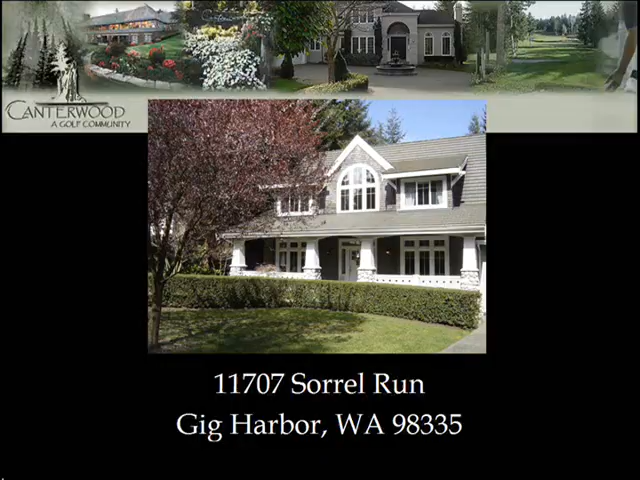 CANTERWOOD
A GOLF COMMUNITY
11707 Sorrel Run
Gig Harbor, WA 98335